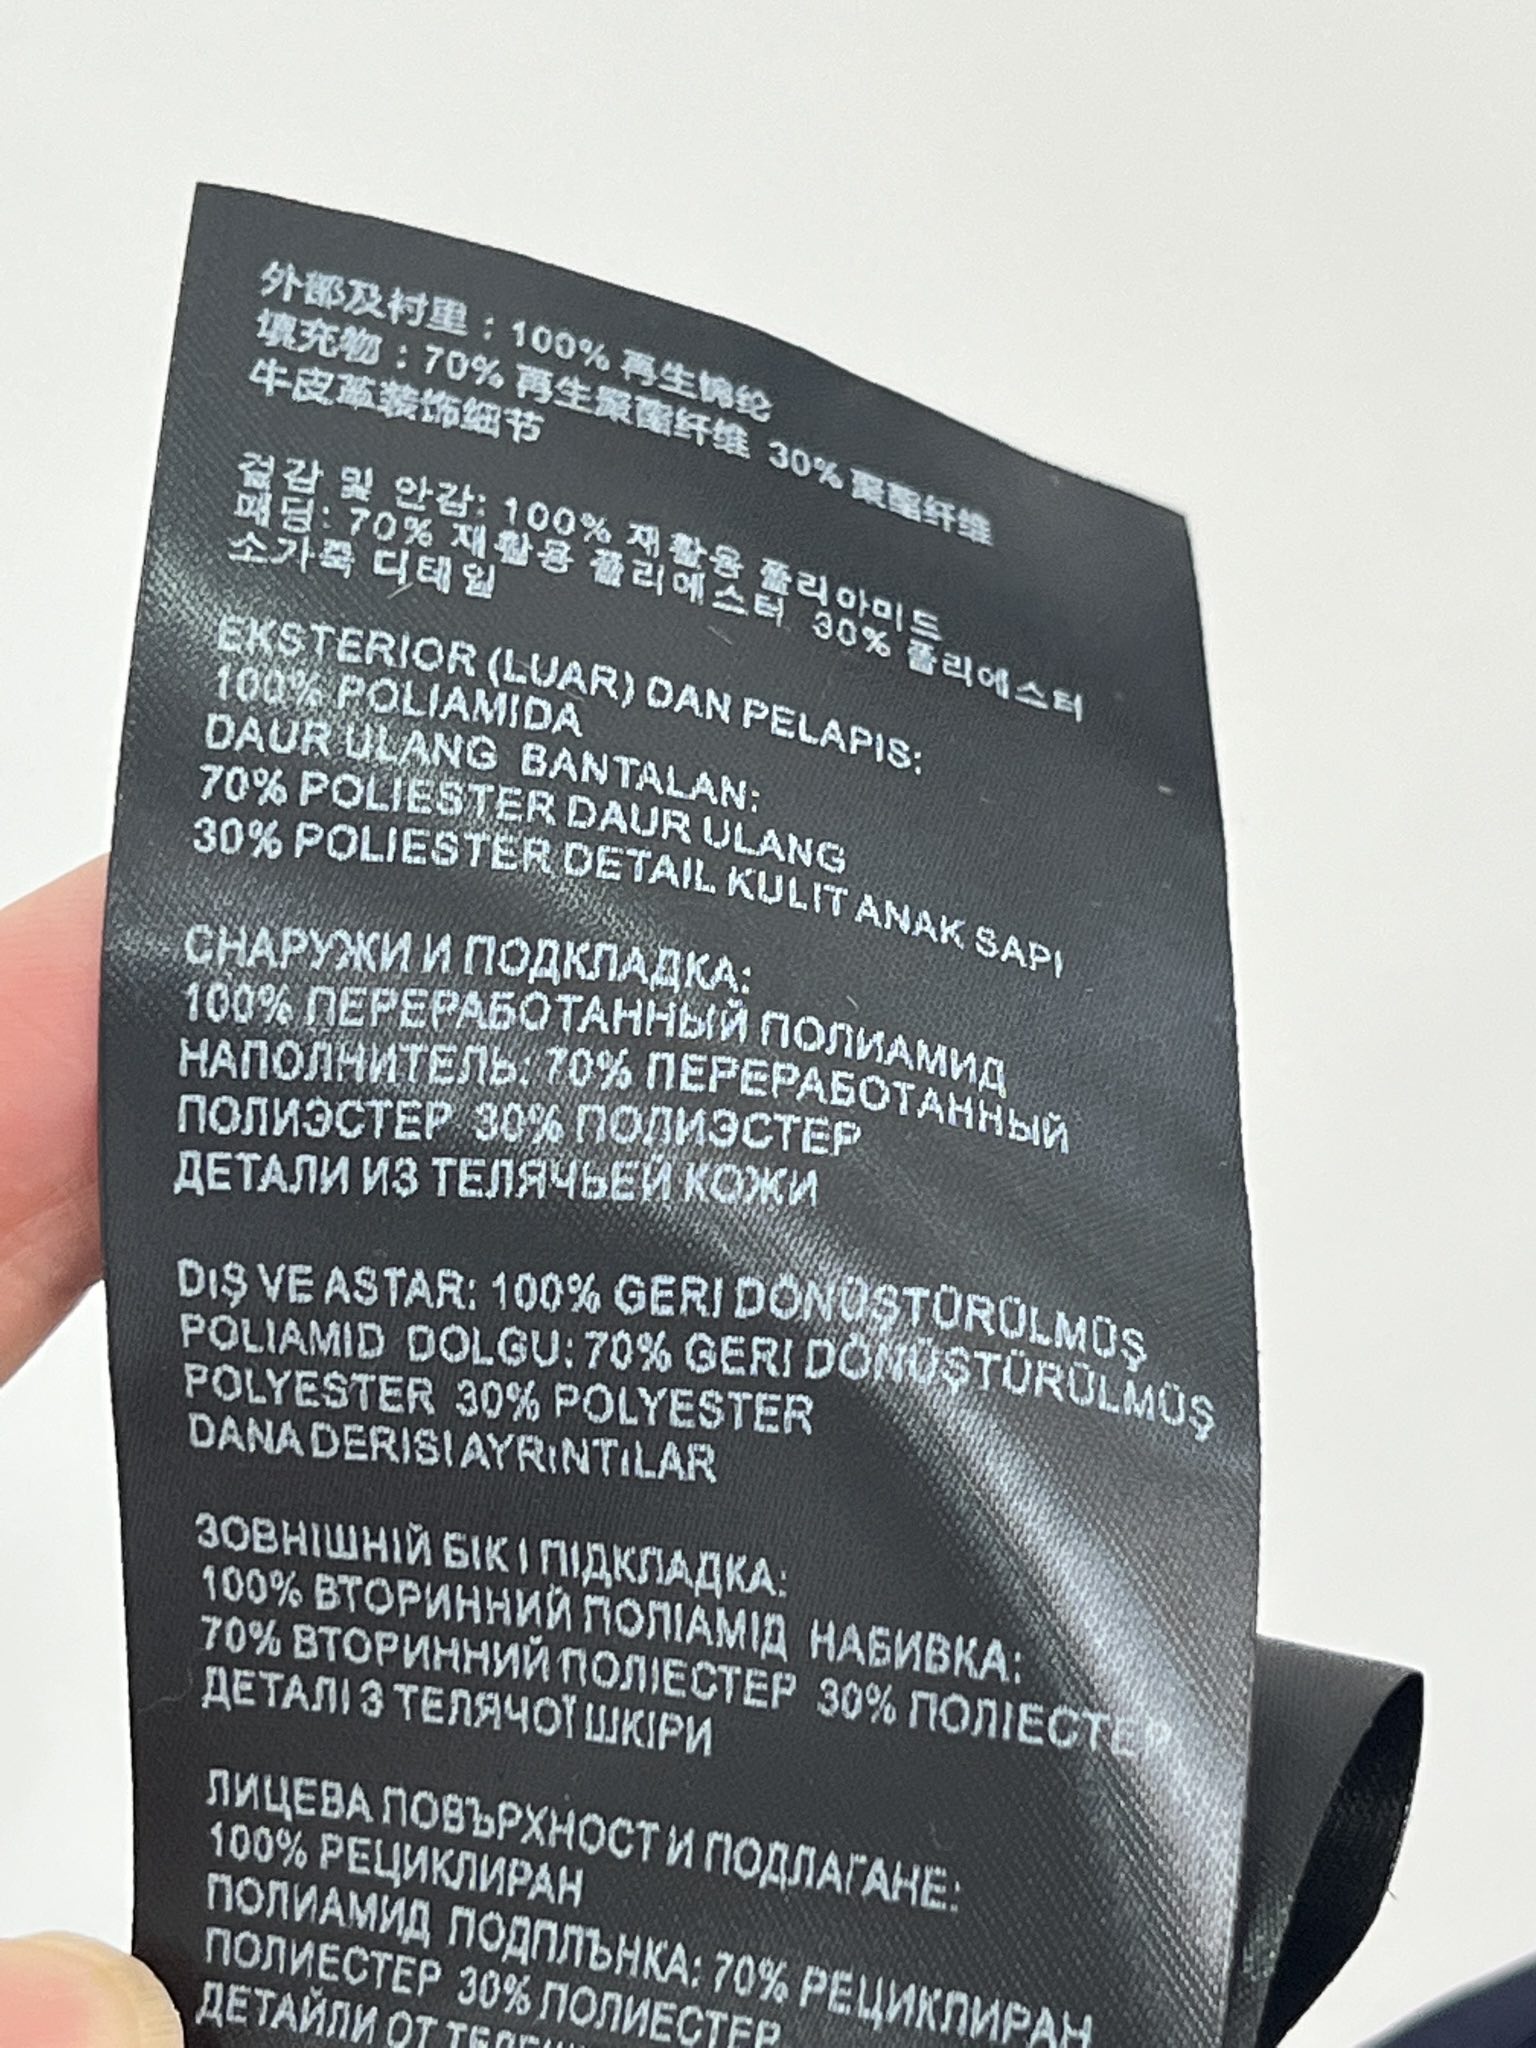 外部及衬里：100% 再生锦纶
填充物：70% 再生聚酯纤维 30% 聚酯纤维
牛皮革装饰细节
겉감 및 안감: 100% 재활용 폴리아미드
패딩: 70% 재활용 폴리에스터 30% 폴리에스터
소가죽 디테일
EKSTERIOR (LUAR) DAN PELAPIS:
100% POLIAMIDA
DAUR ULANG BANTALAN:
70% POLIESTER DAUR ULANG
30% POLIESTER DETAIL KULIT ANAK SAPI
СНАРУЖИ И ПОДКЛАДКА:
100% ПЕРЕРАБОТАННЫЙ ПОЛИАМИД
НАПОЛНИТЕЛЬ: 70% ПЕРЕРАБОТАННЫЙ
ПОЛИЭСТЕР 30% ПОЛИЭСТЕР
ДЕТАЛИ ИЗ ТЕЛЯЧЬЕЙ КОЖИ
DıŞ VE ASTAR: 100% GERI DÖNÜŞTÜRÜLMÜŞ
POLIAMID DOLGU: 70% GERI DÖNÜŞTÜRÜLMÜŞ
POLYESTER 30% POLYESTER
DANA DERISI AYRıNTıLAR
ЗОВНІШНІЙ БІК І ПІДКЛАДКА:
100% ВТОРИННИЙ ПОЛІАМІД НАБИВКА:
70% ВТОРИННИЙ ПОЛІЕСТЕР 30% ПОЛІЕСТЕР
ДЕТАЛІ З ТЕЛЯЧОЇ ШКІРИ
ЛИЦЕВА ПОВЪРХНОСТ И ПОДЛАГАНЕ:
100% РЕЦИКЛИРАН
ПОЛИАМИД ПОДПЛЪНКА: 70% РЕЦИКЛИРАН
ПОЛИЕСТЕР 30% ПОЛИЕСТЕР
ДЕТАЙЛИ ОТ